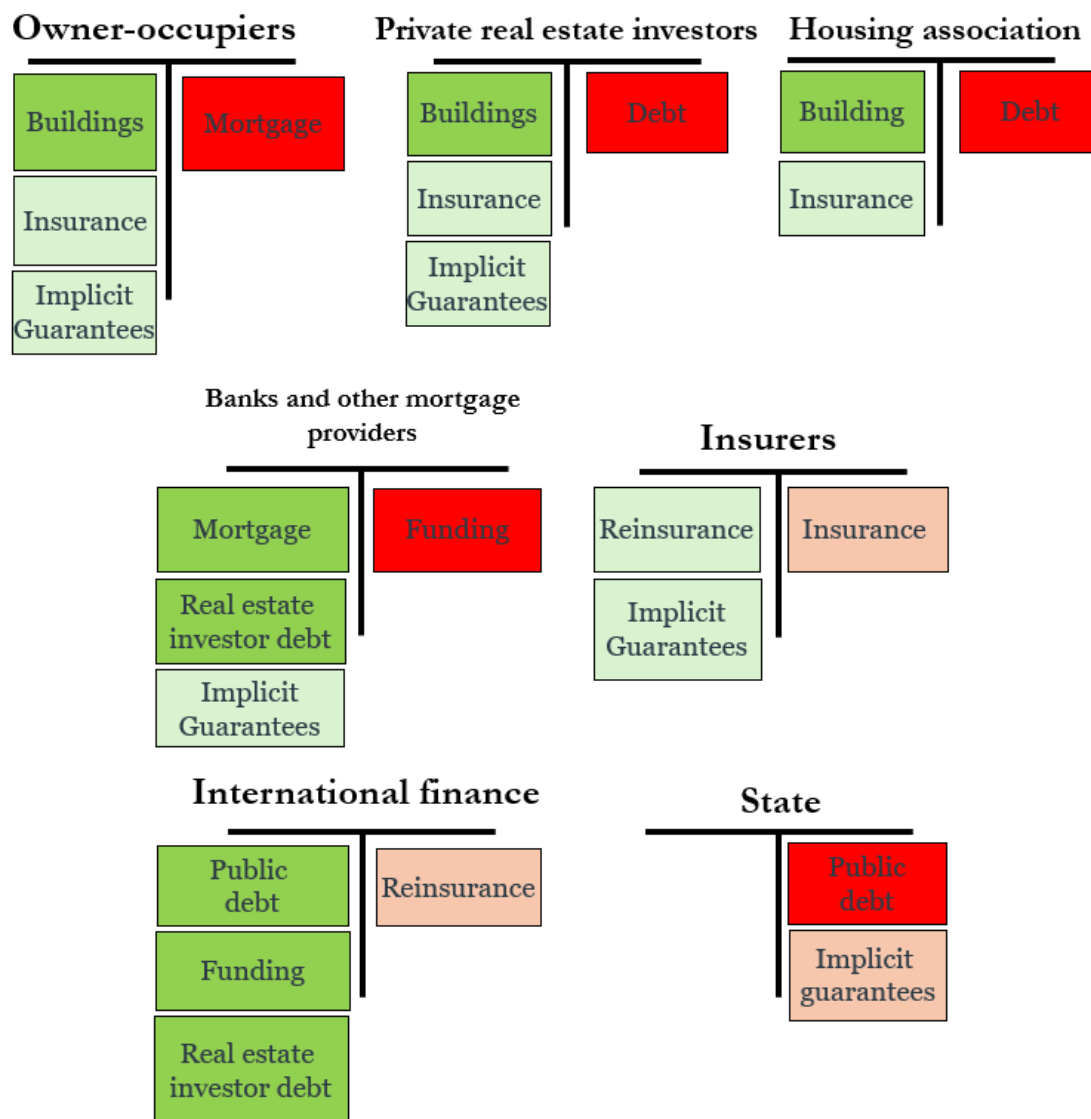 Owner-occupiers
Buildings
Mortgage
Insurance
Implicit
Guarantees
Private real estate investors
Buildings
Debt
Insurance
Implicit
Guarantees
Housing association
Building
Debt
Insurance
Banks and other mortgage
providers
Mortgage
Funding
Real estate
investor debt
Implicit
Guarantees
Insurers
Reinsurance
Insurance
Implicit
Guarantees
International finance
Public
debt
Reinsurance
Funding
Real estate
investor debt
State
Public
debt
Implicit
guarantees